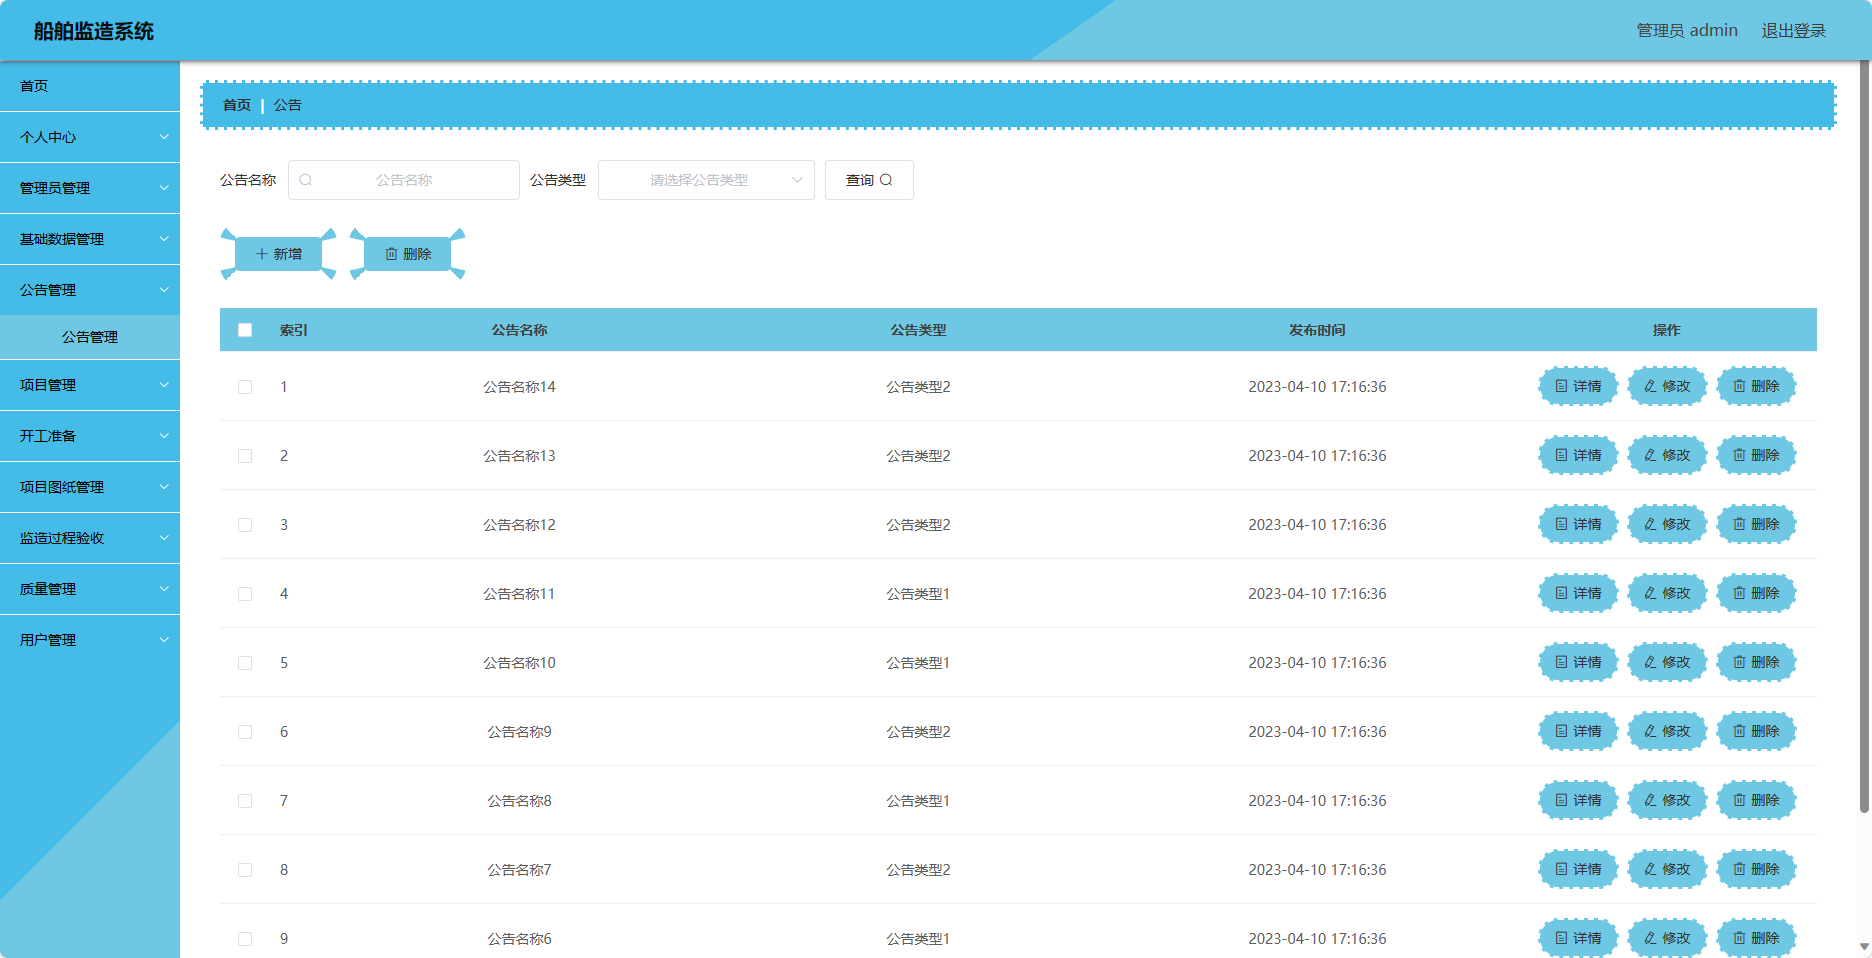 船舶监造系统
管理员 admin 退出登录
首页
个人中心
管理员管理
基础数据管理
公告管理
公告管理
项目管理
开工准备
项目图纸管理
监造过程验收
质量管理
用户管理
首页 | 公告
公告名称 公告名称 公告类型 请选择公告类型 查询
新增 删除
索引 公告名称 公告类型 发布时间 操作
1 公告名称14 公告类型2 2023-04-10 17:16:36 详情 修改 删除
2 公告名称13 公告类型2 2023-04-10 17:16:36 详情 修改 删除
3 公告名称12 公告类型2 2023-04-10 17:16:36 详情 修改 删除
4 公告名称11 公告类型1 2023-04-10 17:16:36 详情 修改 删除
5 公告名称10 公告类型1 2023-04-10 17:16:36 详情 修改 删除
6 公告名称9 公告类型2 2023-04-10 17:16:36 详情 修改 删除
7 公告名称8 公告类型1 2023-04-10 17:16:36 详情 修改 删除
8 公告名称7 公告类型2 2023-04-10 17:16:36 详情 修改 删除
9 公告名称6 公告类型1 2023-04-10 17:16:36 详情 修改 删除